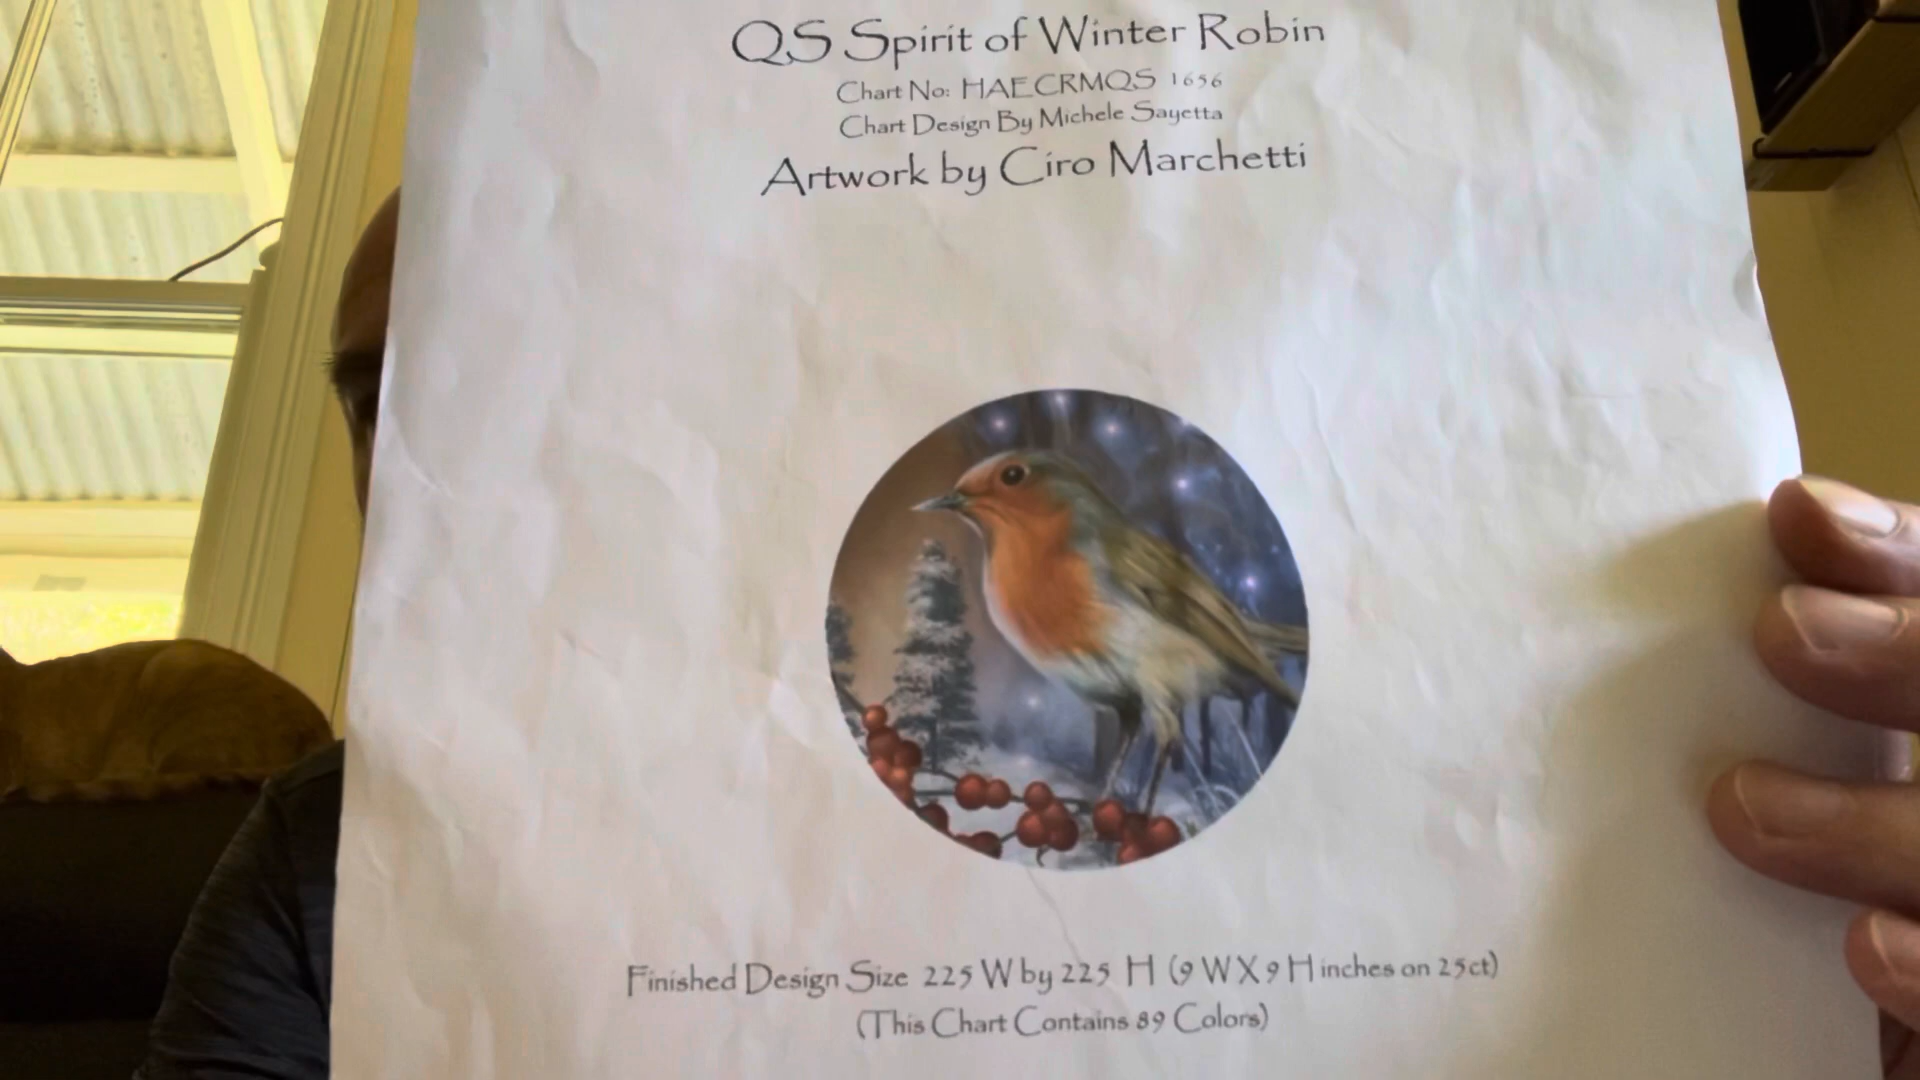 QS Spirit of Winter Robin
Chart No: HAECRMQS 1656
Chart Design By Michele Sayetta
Artwork by Ciro Marchetti
Finished Design Size 225 W by 225 H (9 W X 9 H inches on 25ct)
(This Chart Contains 89 Colors)